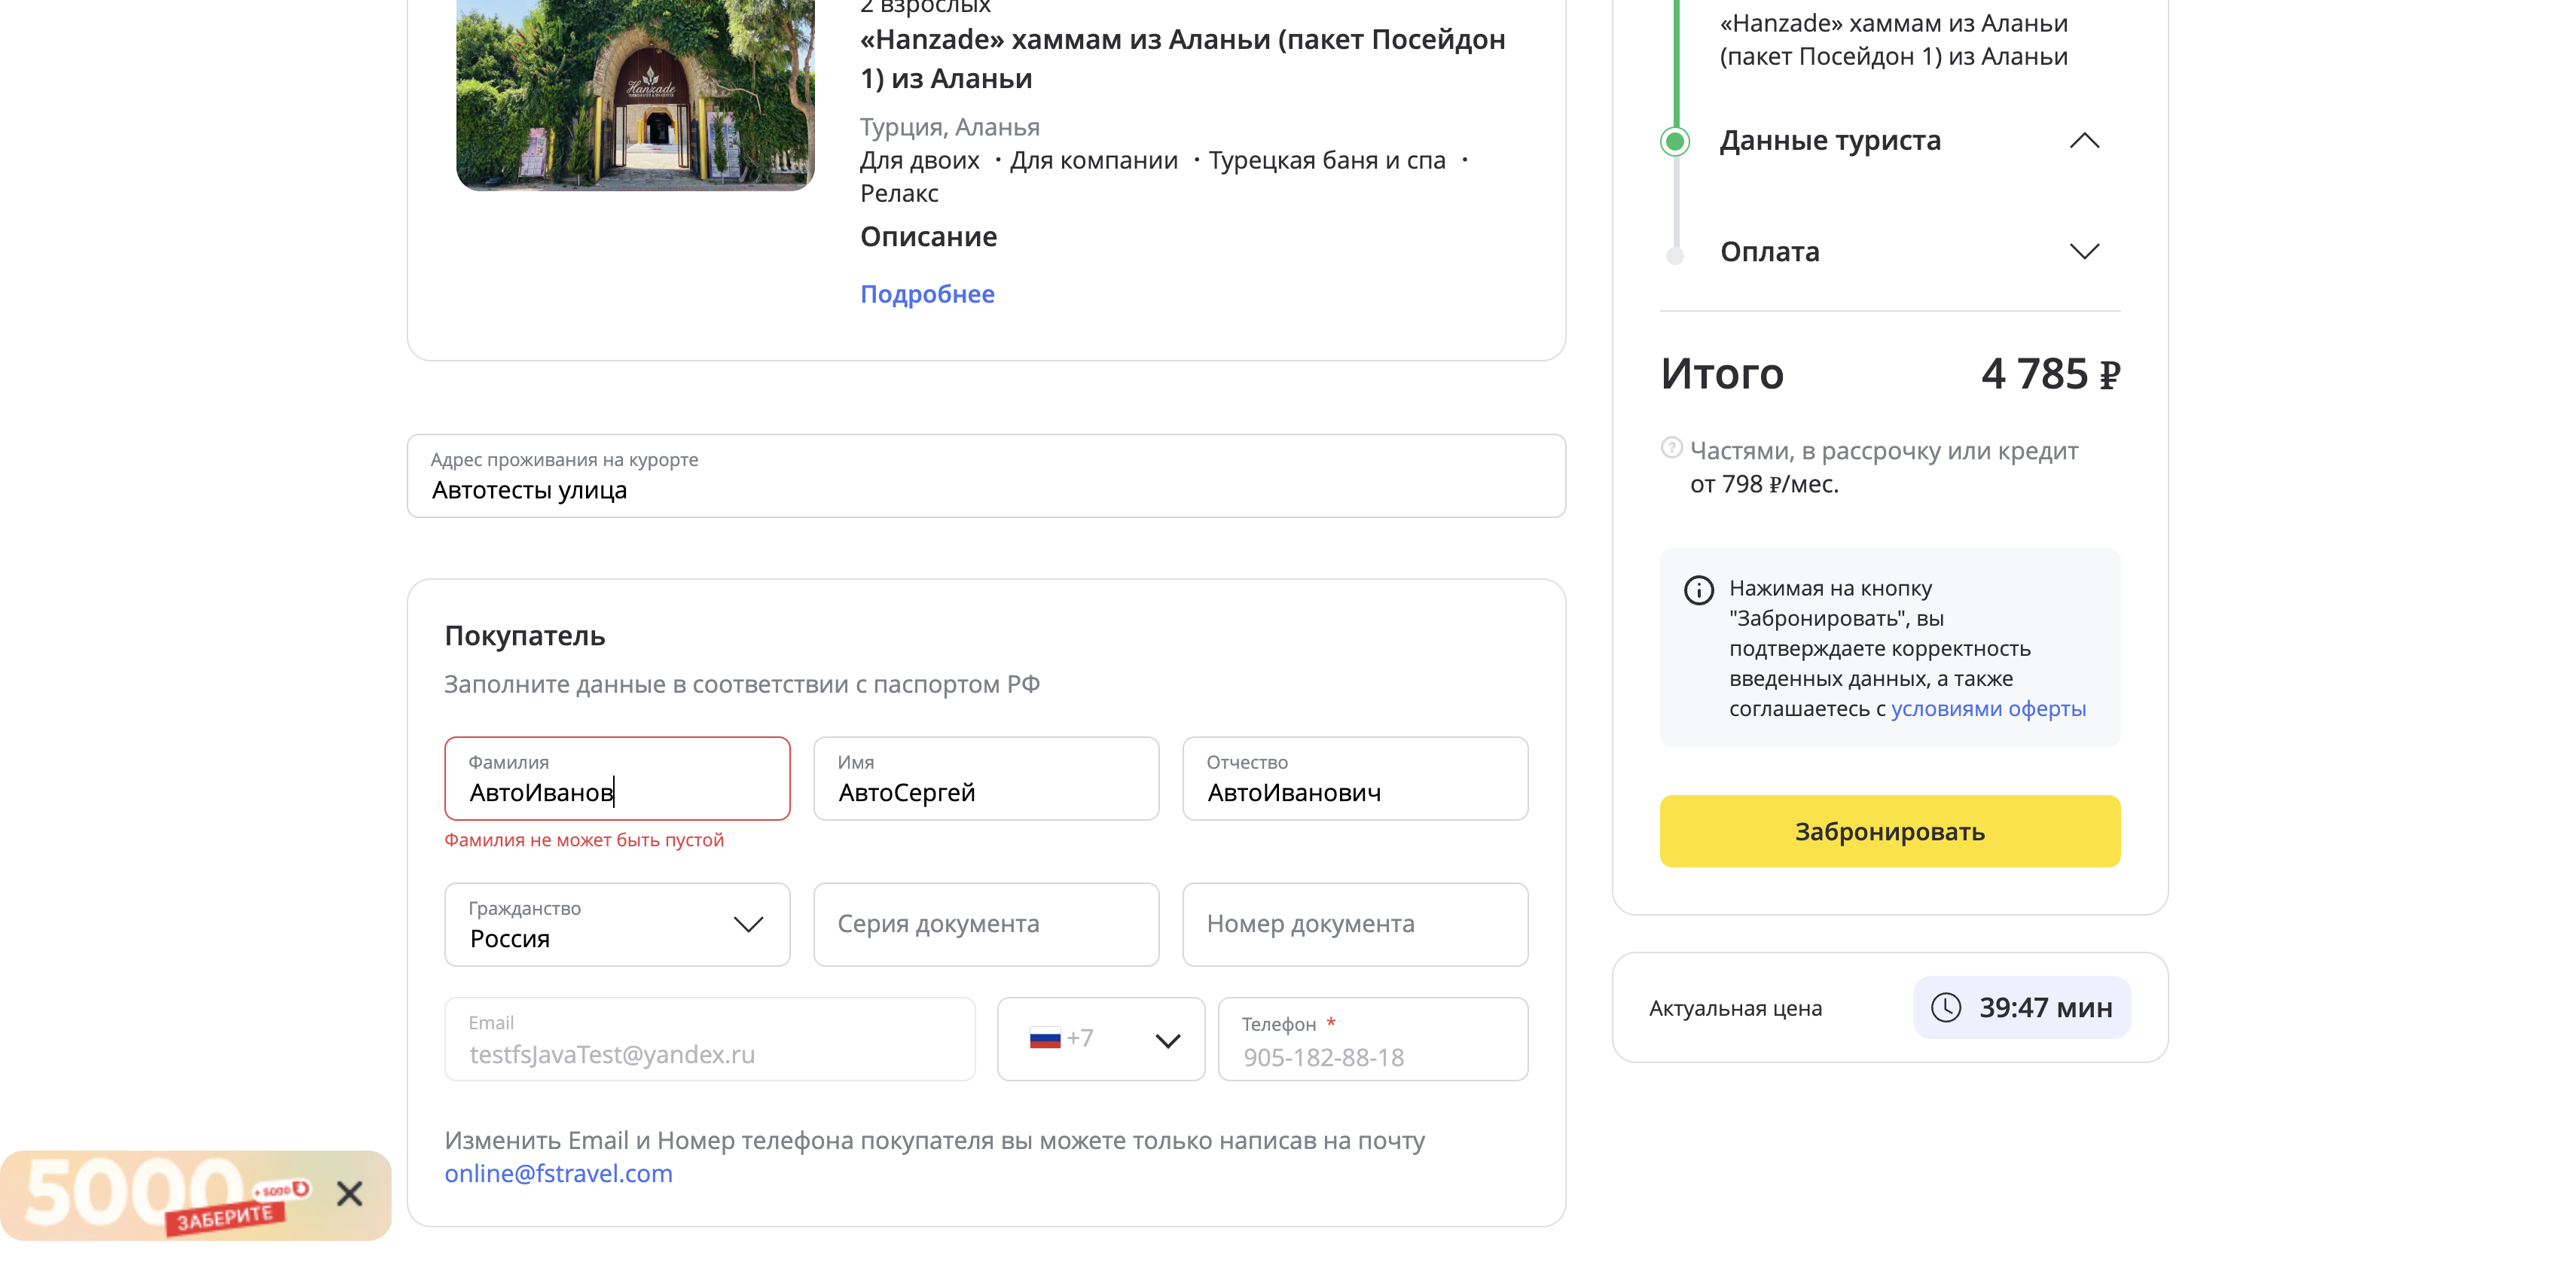 2 взрослых
«Hanzade» хаммам из Аланьи (пакет Посейдон
1) из Аланьи
Hanzade
Турция, Аланья
Для двоих · Для компании · Турецкая баня и спа ·
Релакс
Описание
Подробнее
Адрес проживания на курорте
Автотесты улица
Покупатель
Заполните данные в соответствии с паспортом РФ
Фамилия
АвтоИванов
Фамилия не может быть пустой
Имя
АвтоСергей
Отчество
АвтоИванович
Гражданство
Россия
Серия документа
Номер документа
Email
testfsJavaTest@yandex.ru
+7
Телефон *
905-182-88-18
Изменить Email и Номер телефона покупателя вы можете только написав на почту
online@fstravel.com
5000
+5000
ЗАБЕРИТЕ
«Hanzade» хаммам из Аланьи
(пакет Посейдон 1) из Аланьи
Данные туриста
Оплата
Итого 4 785 ₽
? Частями, в рассрочку или кредит
от 798 ₽/мес.
Нажимая на кнопку
"Забронировать", вы
подтверждаете корректность
введенных данных, а также
соглашаетесь с условиями оферты
Забронировать
Актуальная цена
39:47 мин